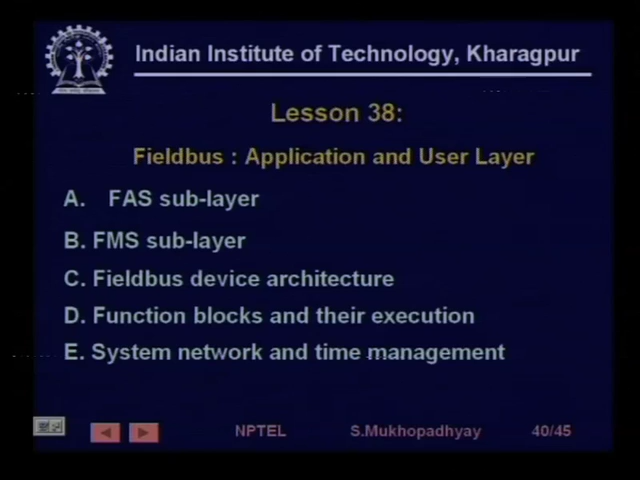 Indian Institute of Technology, Kharagpur
Lesson 38:
Fieldbus : Application and User Layer
A. FAS sub-layer
B. FMS sub-layer
C. Fieldbus device architecture
D. Function blocks and their execution
E. System network and time management
NPTEL S.Mukhopadhyay 40/45